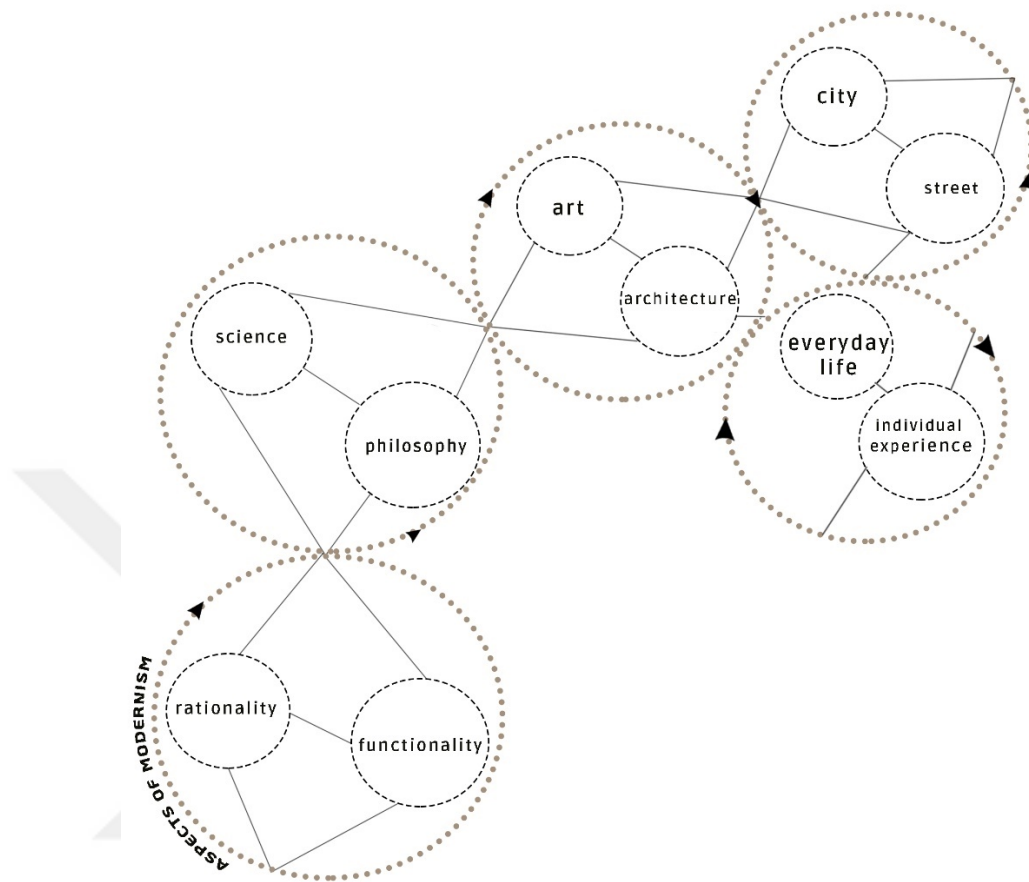 city
street
art
architecture
everyday
life
individual
experience
science
philosophy
rationality
functionality
ASPECTS OF MODERNISM